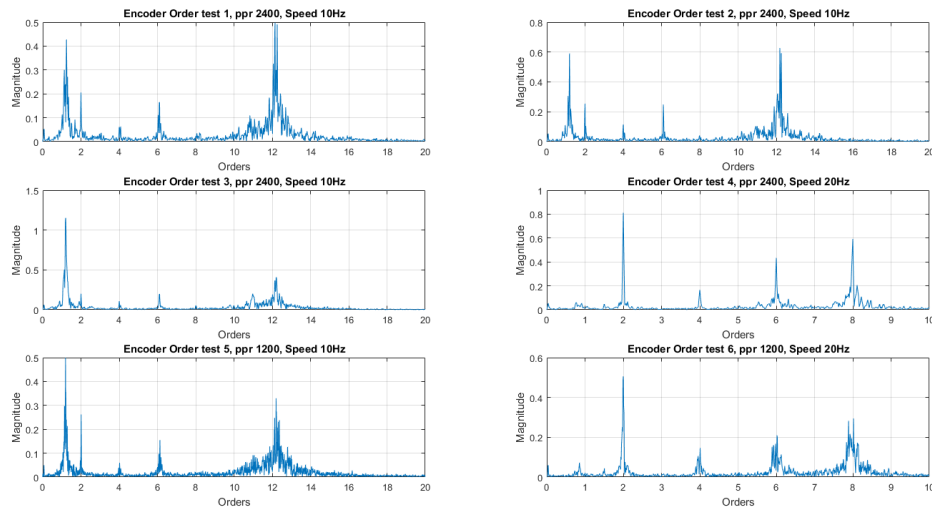 Encoder Order test 1, ppr 2400, Speed 10Hz
0.5
0.4
0.3
0.2
0.1
0
Magnitude
0 2 4 6 8 10 12 14 16 18 20
Orders
Encoder Order test 2, ppr 2400, Speed 10Hz
0.8
0.6
0.4
0.2
0
Magnitude
0 2 4 6 8 10 12 14 16 18 20
Orders
Encoder Order test 3, ppr 2400, Speed 10Hz
1.5
1
0.5
0
Magnitude
0 2 4 6 8 10 12 14 16 18 20
Orders
Encoder Order test 4, ppr 2400, Speed 20Hz
1
0.8
0.6
0.4
0.2
0
Magnitude
0 1 2 3 4 5 6 7 8 9 10
Orders
Encoder Order test 5, ppr 1200, Speed 10Hz
0.5
0.4
0.3
0.2
0.1
0
Magnitude
0 2 4 6 8 10 12 14 16 18 20
Orders
Encoder Order test 6, ppr 1200, Speed 20Hz
0.6
0.4
0.2
0
Magnitude
0 1 2 3 4 5 6 7 8 9 10
Orders